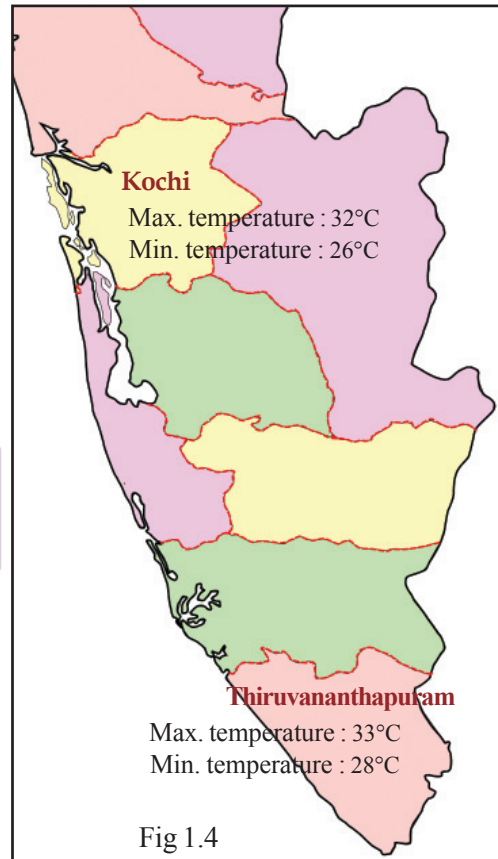 Kochi
Max. temperature : 32°C
Min. temperature : 26°C
Thiruvananthapuram
Max. temperature : 33°C
Min. temperature : 28°C
Fig 1.4